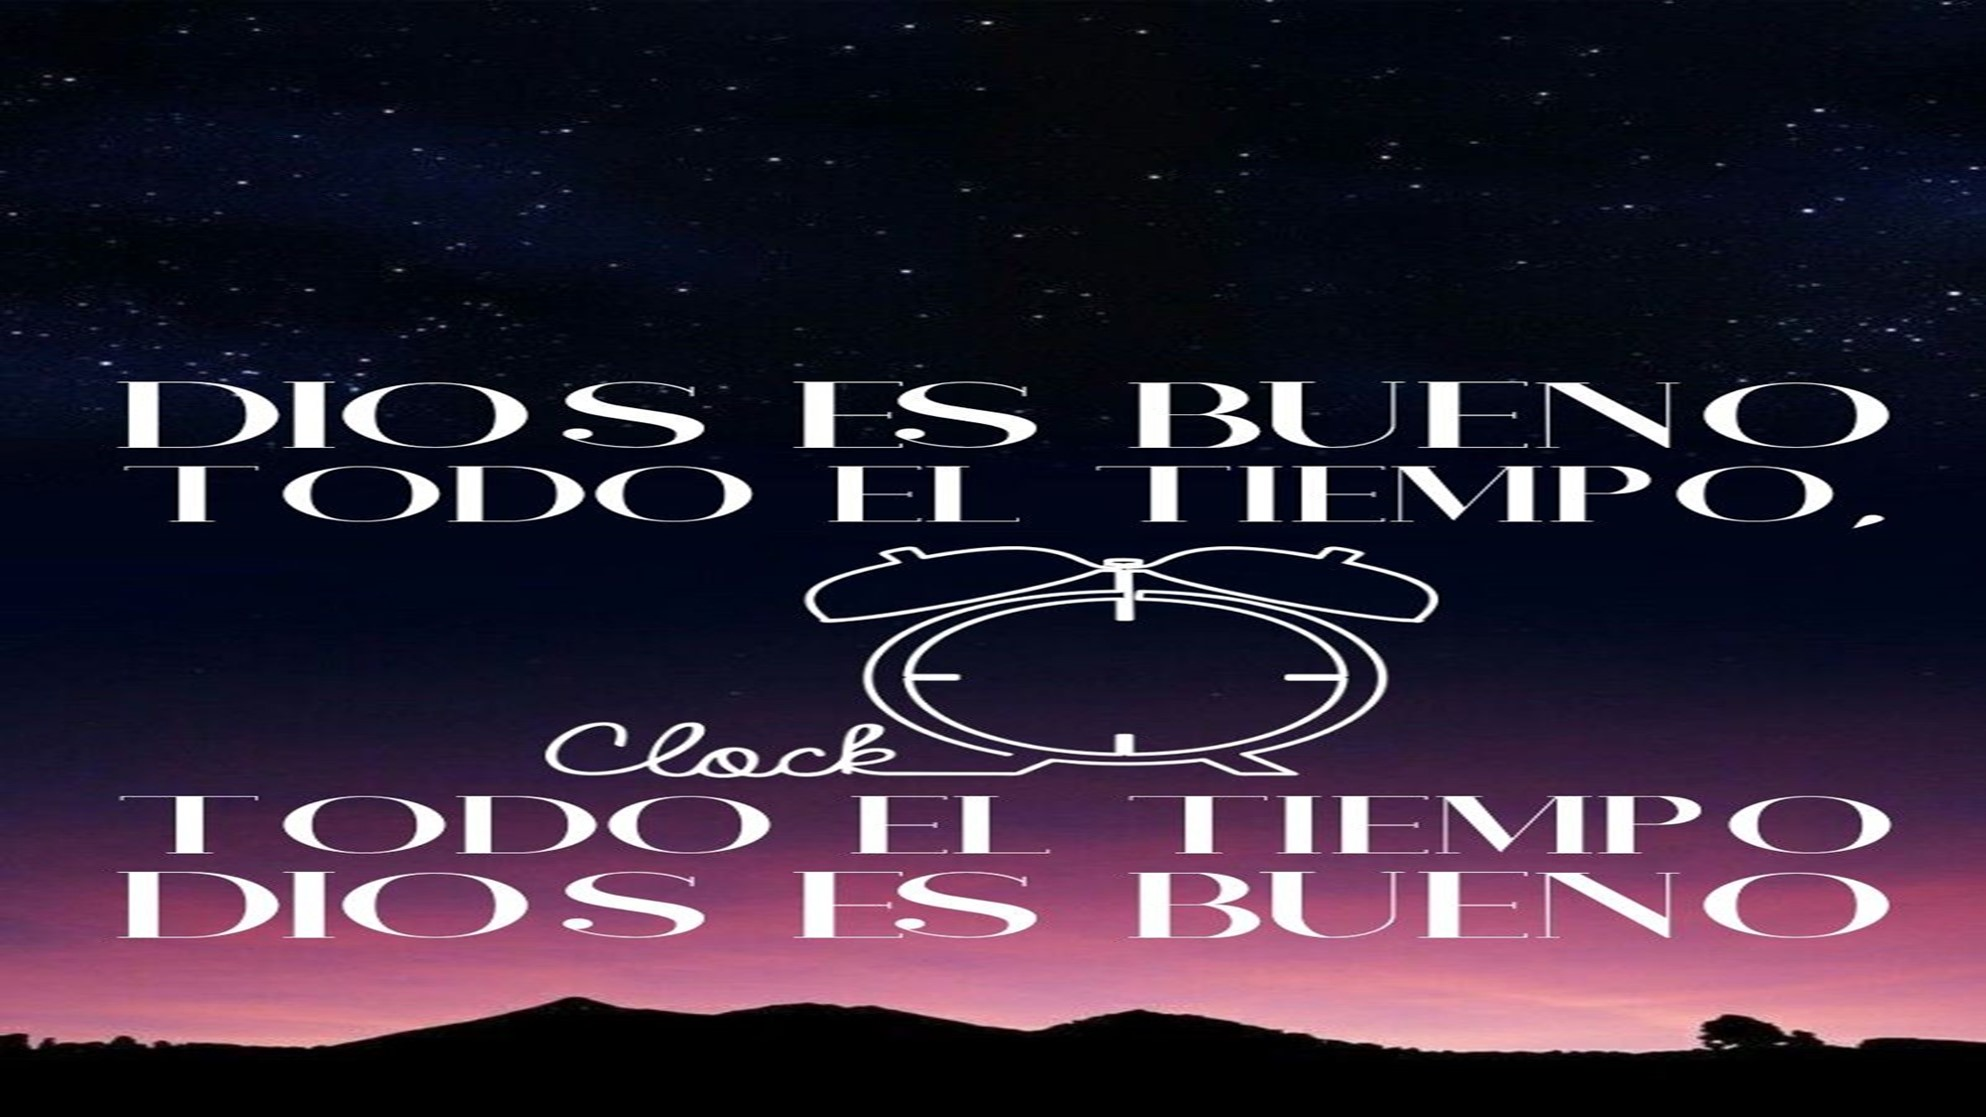 DIOS ES BUENO
TODO EL TIEMPO,
Clock
TODO EL TIEMPO
DIOS ES BUENO